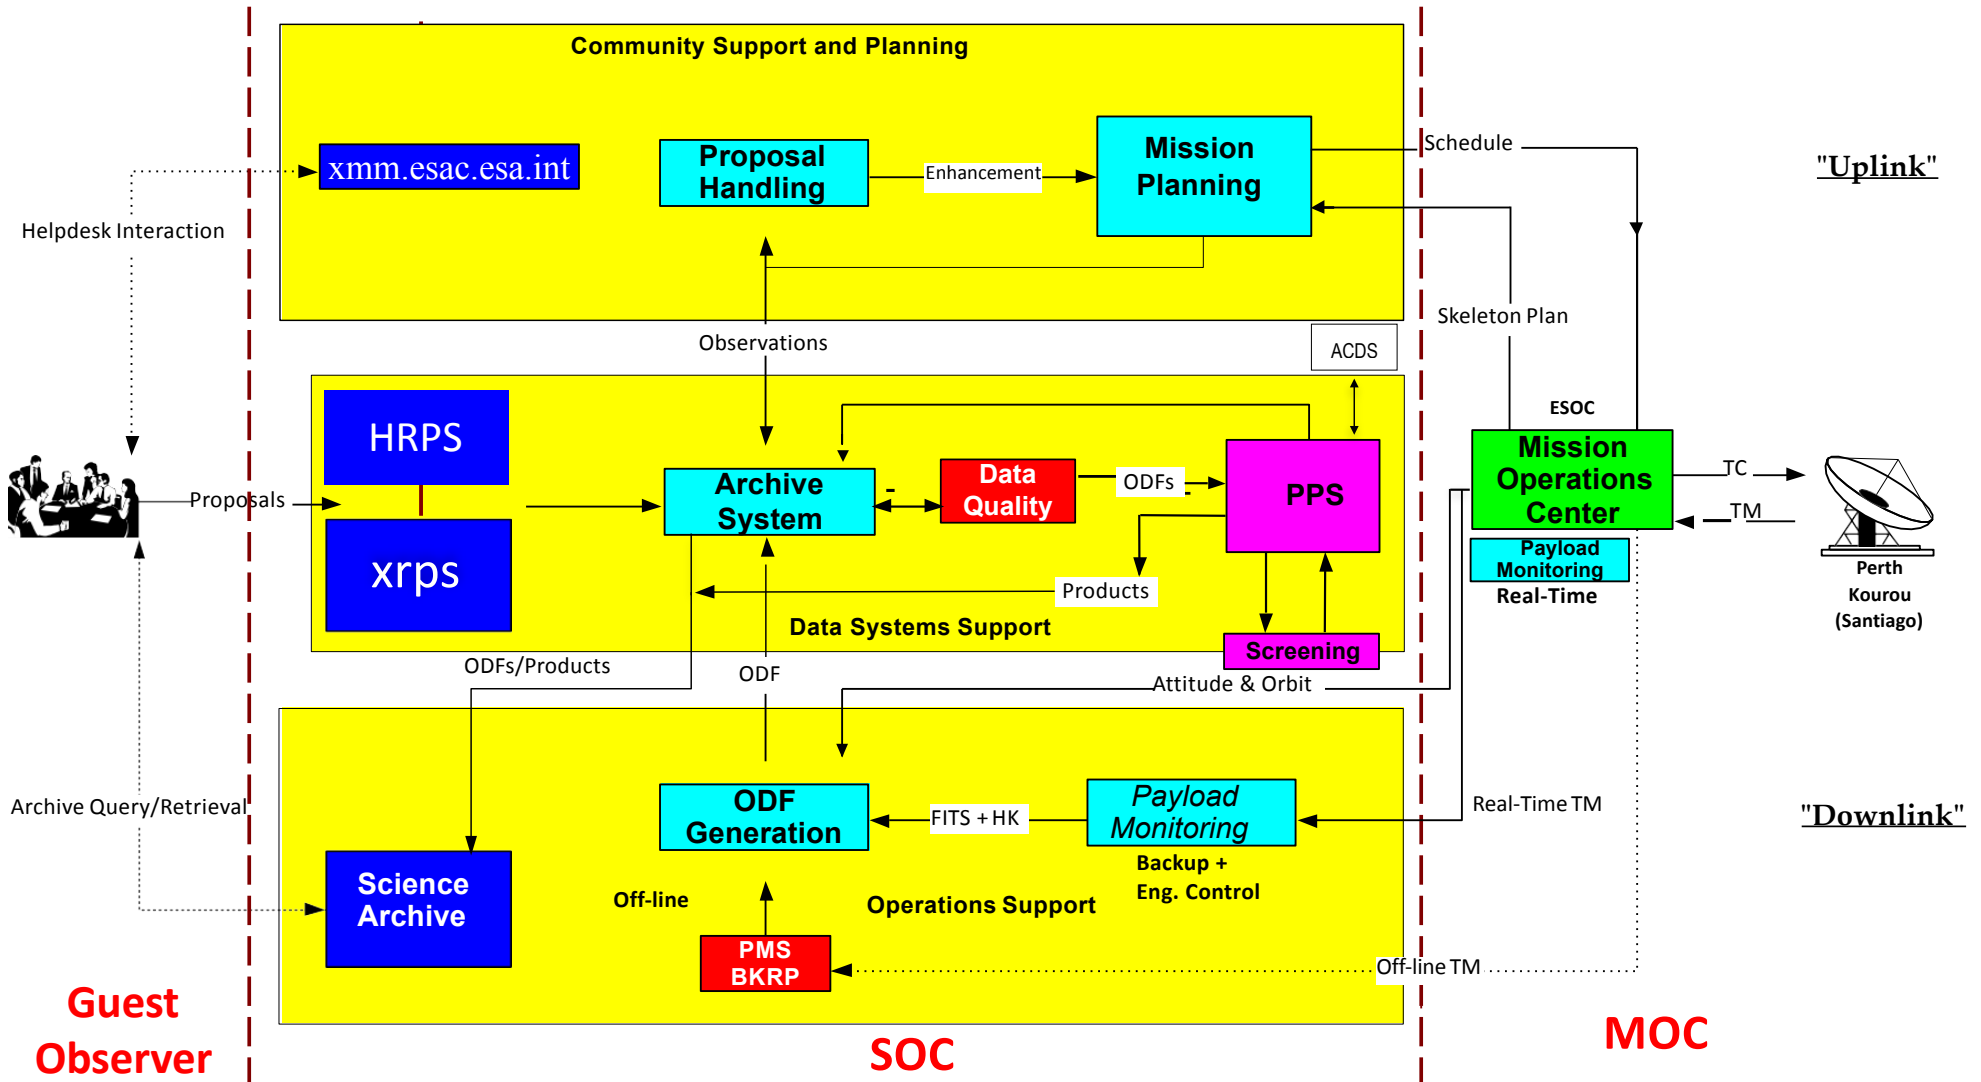 Community Support and Planning
xmm.esac.esa.int
Proposal
Handling
Enhancement
Mission
Planning
Schedule
"Uplink"
Helpdesk Interaction
Skeleton Plan
Observations
ACDS
HRPS
xrps
Proposals
Archive
System
Data
Quality
ODFs
PPS
Products
Data Systems Support
Screening
ESOC
Mission
Operations
Center
Payload
Monitoring
Real-Time
TC
TM
Perth
Kourou
(Santiago)
ODFs/Products
ODF
Attitude & Orbit
Archive Query/Retrieval
ODF
Generation
FITS + HK
Payload
Monitoring
Backup +
Eng. Control
Real-Time TM
"Downlink"
Science
Archive
Off-line
Operations Support
PMS
BKRP
Off-line TM
Guest
Observer
SOC
MOC